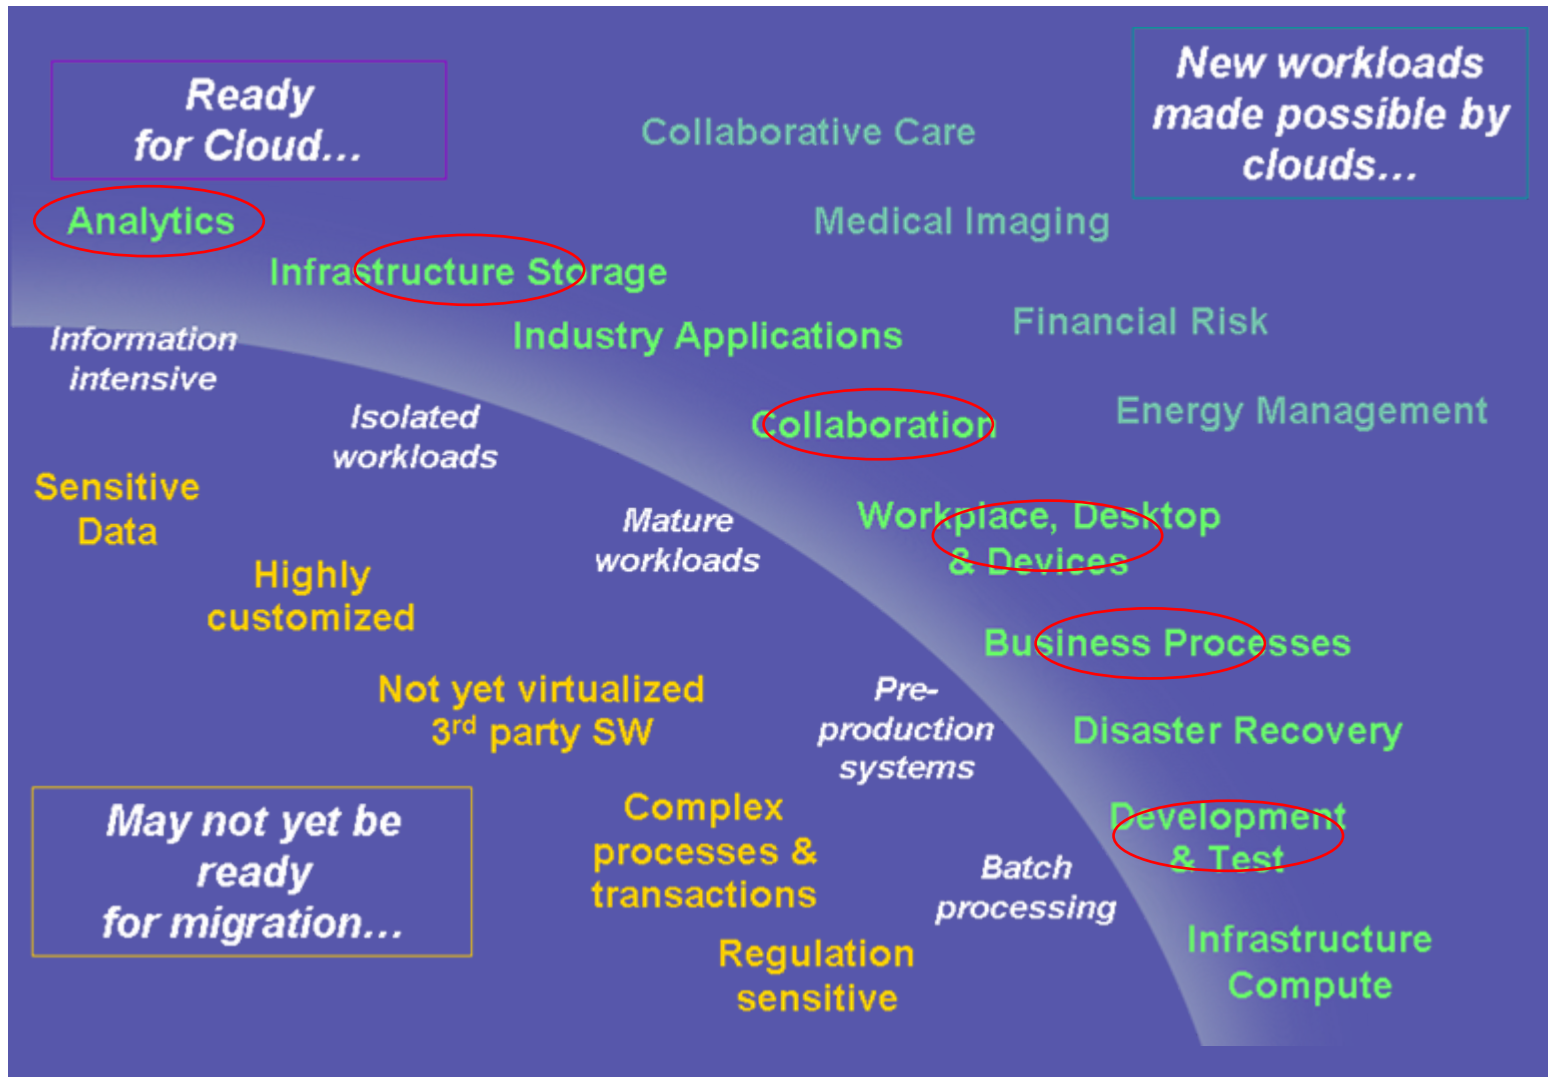 Ready
for Cloud…
New workloads
made possible by
clouds…
Collaborative Care
Analytics
Medical Imaging
Infrastructure Storage
Industry Applications
Financial Risk
Information
intensive
Collaboration
Energy Management
Isolated
workloads
Sensitive
Data
Workplace, Desktop
& Devices
Mature
workloads
Highly
customized
Business Processes
Not yet virtualized
3rd party SW
Pre-
production
systems
Disaster Recovery
May not yet be
ready
for migration…
Complex
processes &
transactions
Development
& Test
Batch
processing
Regulation
sensitive
Infrastructure
Compute